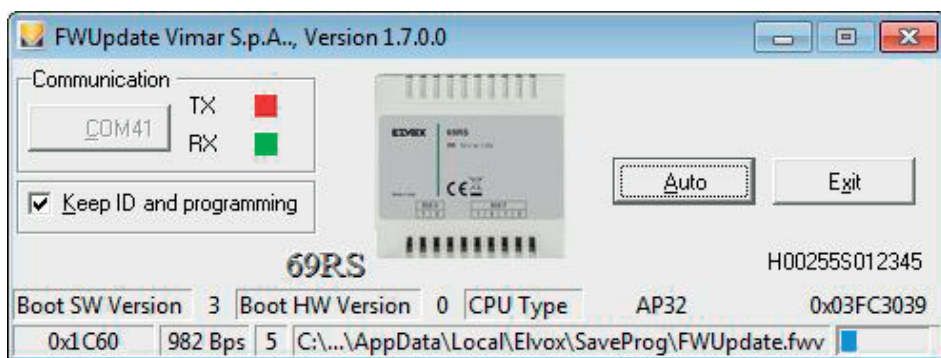 FWUpdate Vimar S.p.A.., Version 1.7.0.0
Communication
COM41
TX
RX
Keep ID and programming
ELVOX
69RS
CE
Auto
Exit
69RS
H00255S012345
Boot SW Version 3 Boot HW Version 0 CPU Type AP32 0x03FC3039
0x1C60 982 Bps 5 C:\...\AppData\Local\Elvox\SaveProg\FWUpdate.fwv